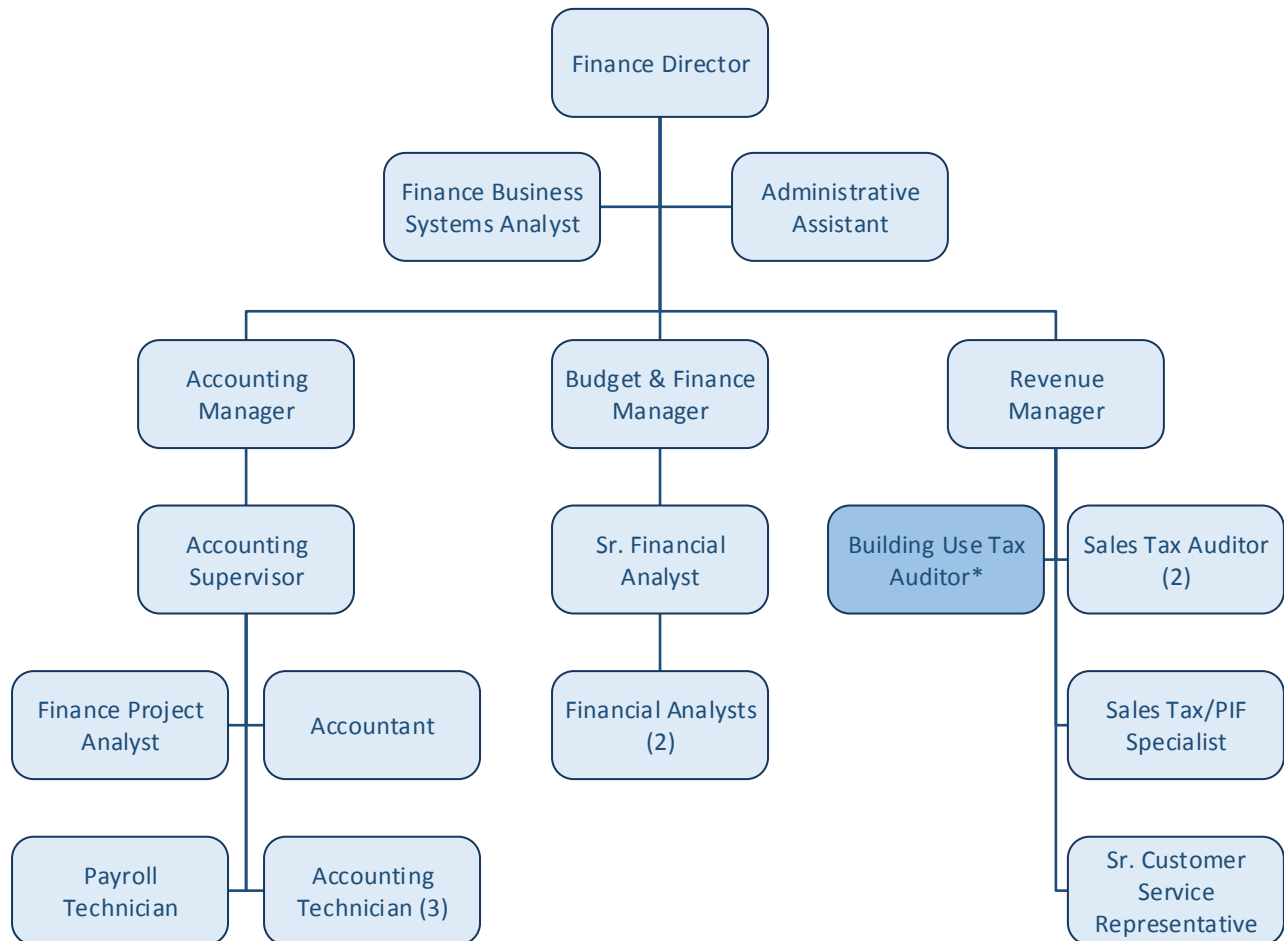 Finance Director
Finance Business
Systems Analyst
Administrative
Assistant
Accounting
Manager
Budget & Finance
Manager
Revenue
Manager
Accounting
Supervisor
Sr. Financial
Analyst
Building Use Tax
Auditor*
Sales Tax Auditor
(2)
Finance Project
Analyst
Accountant
Financial Analysts
(2)
Sales Tax/PIF
Specialist
Payroll
Technician
Accounting
Technician (3)
Sr. Customer
Service
Representative